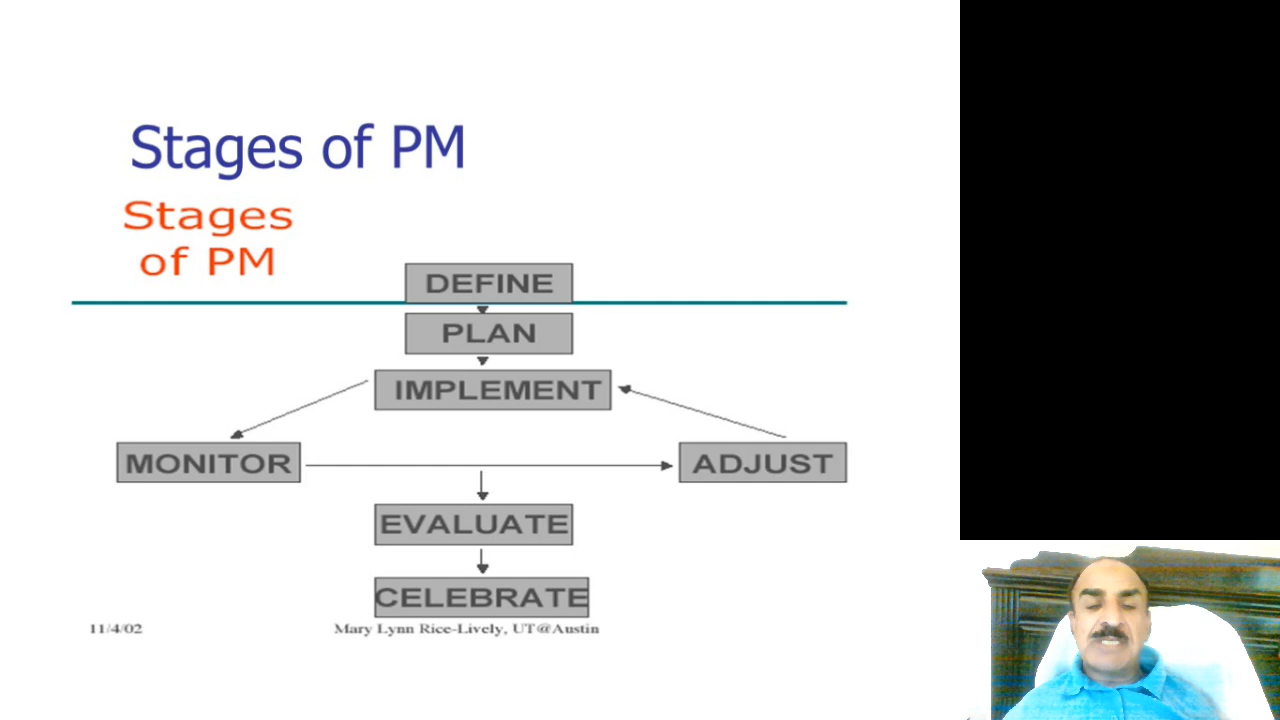 Stages of PM
Stages
of PM
DEFINE
PLAN
IMPLEMENT
MONITOR
ADJUST
EVALUATE
CELEBRATE
11/4/02
Mary Lynn Rice-Lively, UT@Austin